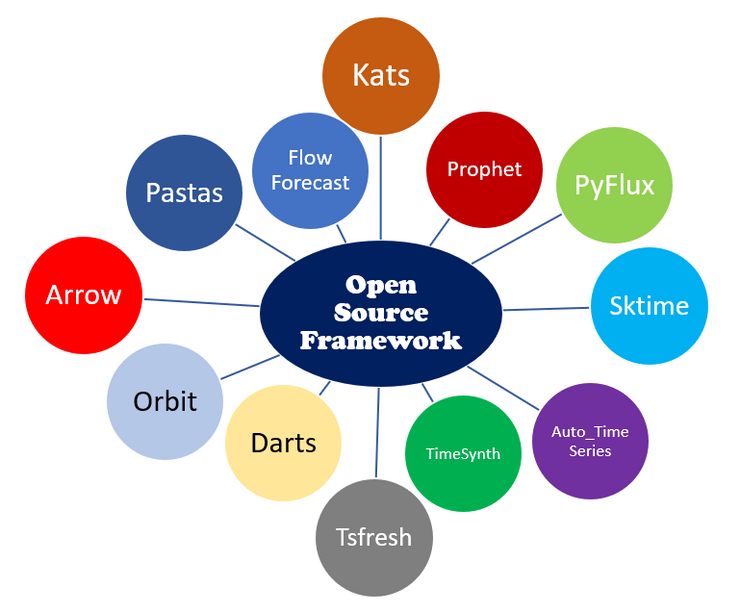 Kats
Flow
Forecast
Prophet
Pastas
PyFlux
Arrow
Open
Source
Framework
Sktime
Orbit
Darts
TimeSynth
Auto_Time
Series
Tsfresh